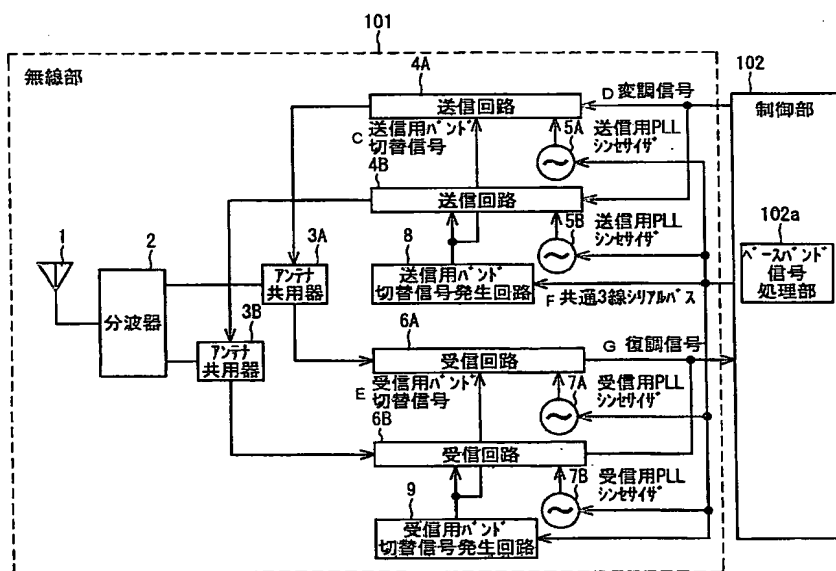 101
無線部
4A
送信回路
D 変調信号
102
制御部
C 送信用バンド
切替信号
5A
送信用PLL
シンセサイザ
4B
送信回路
5B
送信用PLL
シンセサイザ
102a
ベースバンド
信号
処理部
1
2
分波器
3A
アンテナ
共用器
8
送信用バンド
切替信号発生回路
F 共通3線シリアルバス
3B
アンテナ
共用器
6A
受信回路
G 復調信号
E 受信用バンド
切替信号
7A
受信用PLL
シンセサイザ
6B
受信回路
7B
受信用PLL
シンセサイザ
9
受信用バンド
切替信号発生回路